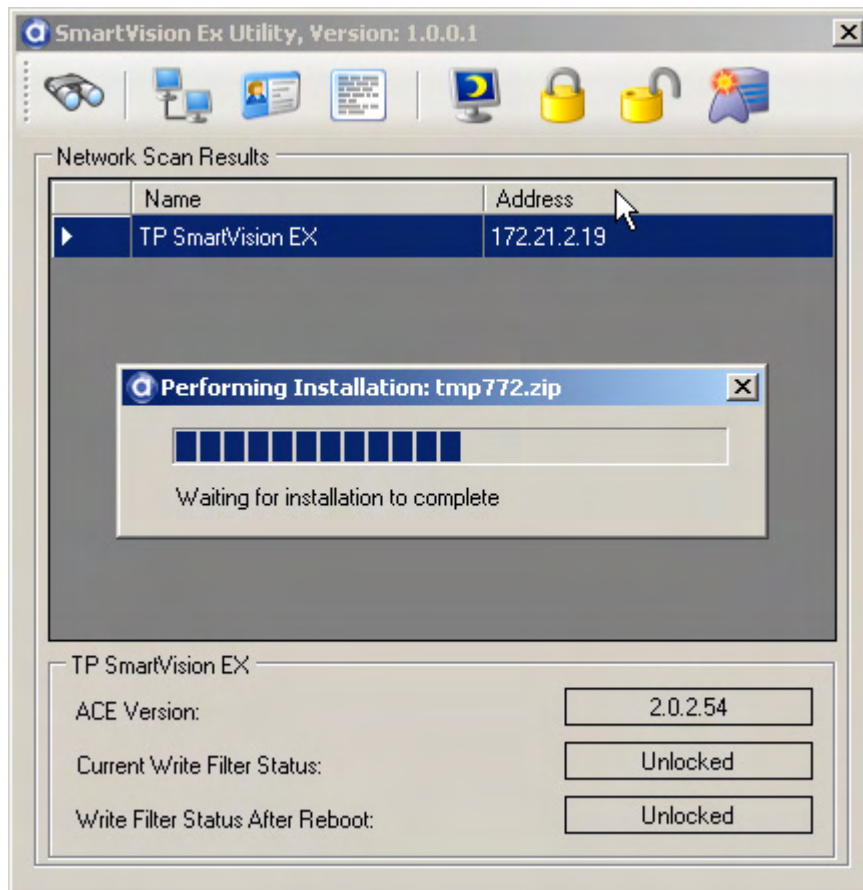 SmartVision Ex Utility, Version: 1.0.0.1
Network Scan Results
Name Address
TP SmartVision EX 172.21.2.19
Performing Installation: tmp772.zip
Waiting for installation to complete
TP SmartVision EX
ACE Version: 2.0.2.54
Current Write Filter Status: Unlocked
Write Filter Status After Reboot: Unlocked